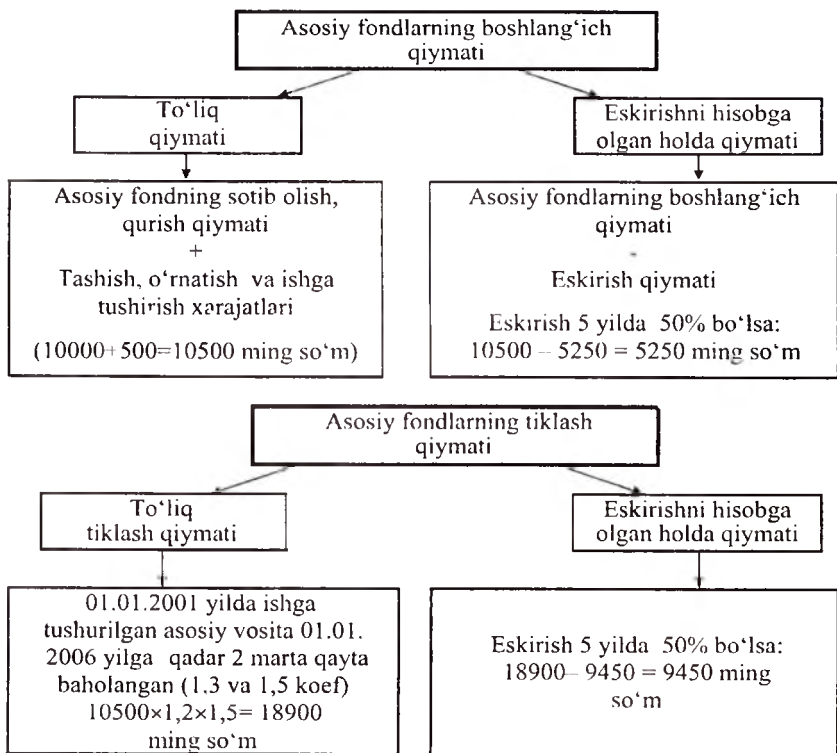 Asosiy fondlarning boshlang‘ich
qiymati
To‘liq
qiymati
Eskirishni hisobga
olgan holda qiymati
Asosiy fondning sotib olish,
qurish qiymati
+
Tashish, o‘rnatish va ishga
tushirish xarajatlari
(10000+500=10500 ming so‘m)
Asosiy fondlarning boshlang‘ich
qiymati
-
Eskirish qiymati
Eskirish 5 yilda 50% bo‘lsa:
10500 – 5250 = 5250 ming so‘m
Asosiy fondlarning tiklash
qiymati
To‘liq
tiklash qiymati
Eskirishni hisobga
olgan holda qiymati
01.01.2001 yilda ishga
tushurilgan asosiy vosita 01.01.
2006 yilga qadar 2 marta qayta
baholangan (1,3 va 1,5 koef)
10500×1,2×1,5= 18900
ming so‘m
Eskirish 5 yilda 50% bo‘lsa:
18900– 9450 = 9450 ming
so‘m